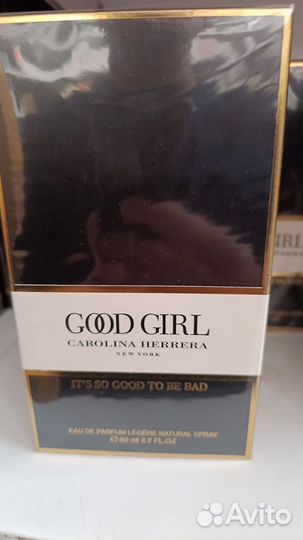 GOOD GIRL
CAROLINA HERRERA
NEW YORK
IT'S SO GOOD TO BE BAD
EAU DE PARFUM LÉGÈRE NATURAL SPRAY
℮ 80 ml 2.7 FL.OZ
GIRL
Avito